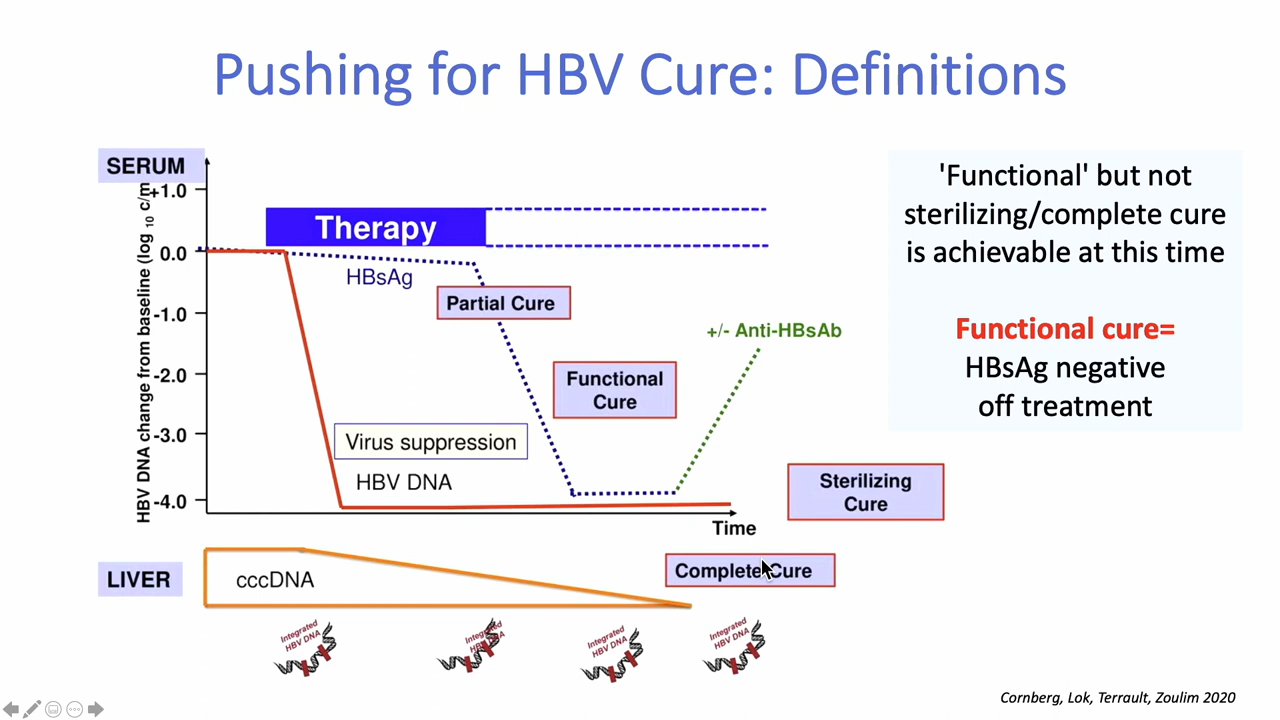 Pushing for HBV Cure: Definitions
SERUM
HBV DNA change from baseline (log 10 c/m
+1.0
0.0
-1.0
-2.0
-3.0
-4.0
Therapy
HBsAg
Partial Cure
+/- Anti-HBsAb
Functional
Cure
Virus suppression
HBV DNA
Sterilizing
Cure
Time
LIVER
cccDNA
Complete Cure
Integrated
HBV DNA
Integrated
HBV DNA
Integrated
HBV DNA
Integrated
HBV DNA
'Functional' but not
sterilizing/complete cure
is achievable at this time
Functional cure=
HBsAg negative
off treatment
Cornberg, Lok, Terrault, Zoulim 2020